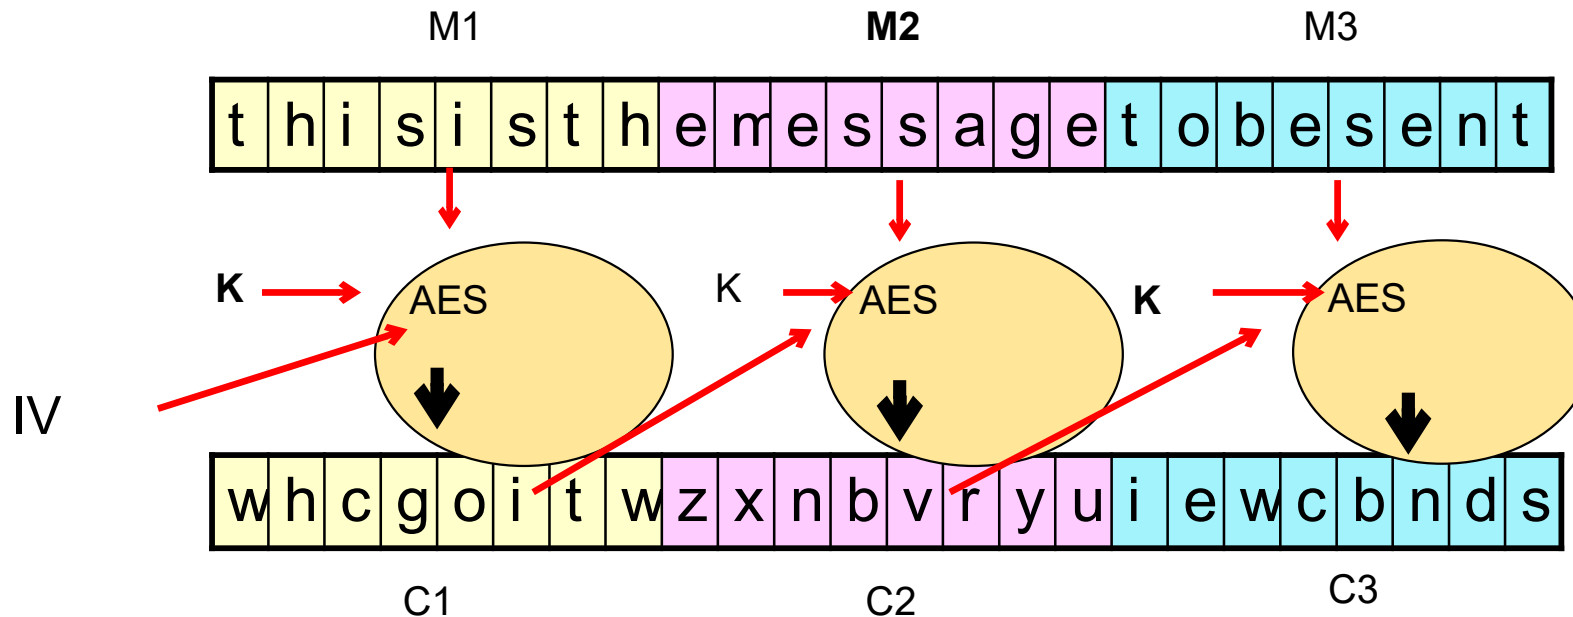 M1 M2 M3
t h i s i s t h e m e s s a g e t o b e s e n t
K AES K AES K AES
IV
w h c g o i t w z x n b v r y u i e w c b n d s
C1 C2 C3